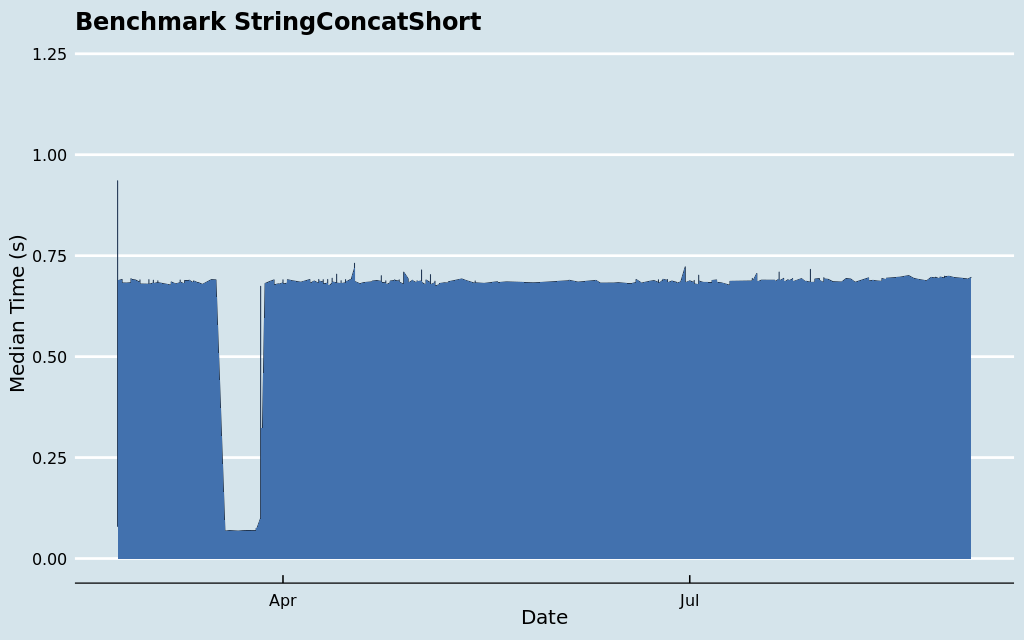 Benchmark StringConcatShort
1.25
1.00
0.75
0.50
0.25
0.00
Median Time (s)
Apr
Jul
Date